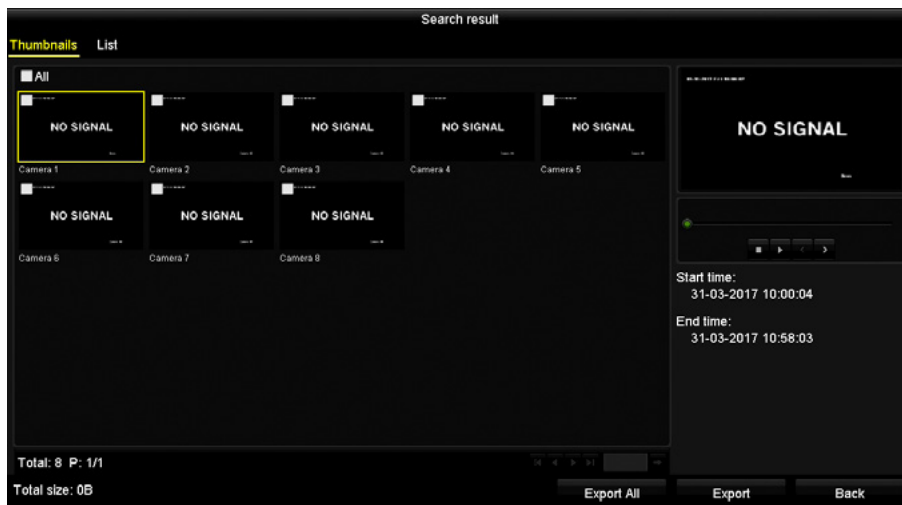 Search result
Thumbnails List
All
NO SIGNAL NO SIGNAL NO SIGNAL NO SIGNAL NO SIGNAL
Camera 1 Camera 2 Camera 3 Camera 4 Camera 5
NO SIGNAL NO SIGNAL NO SIGNAL
Camera 6 Camera 7 Camera 8
Total: 8 P: 1/1
Total size: 0B
NO SIGNAL
Start time:
31-03-2017 10:00:04
End time:
31-03-2017 10:58:03
Export All Export Back